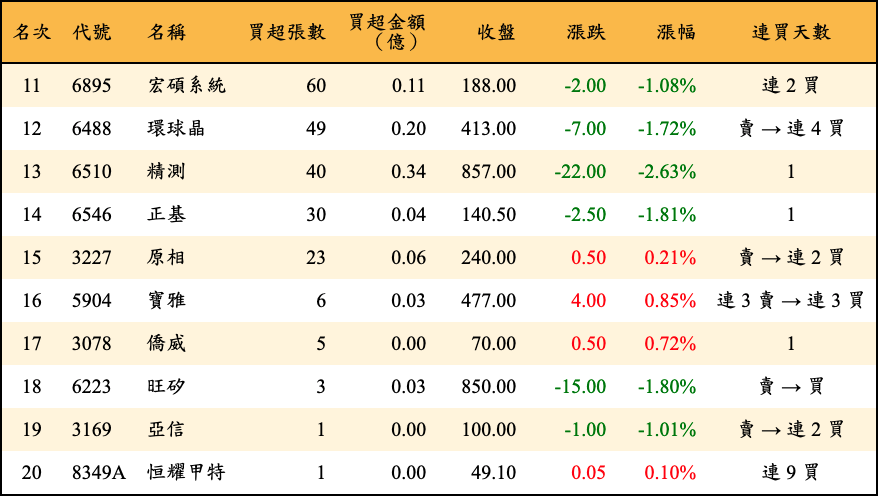 名次 代號 名稱 買超張數 買超金額（億） 收盤 漲跌 漲幅 連買天數
11 6895 宏碩系統 60 0.11 188.00 -2.00 -1.08% 連 2 買
12 6488 環球晶 49 0.20 413.00 -7.00 -1.72% 賣 → 連 4 買
13 6510 精測 40 0.34 857.00 -22.00 -2.63% 1
14 6546 正基 30 0.04 140.50 -2.50 -1.81% 1
15 3227 原相 23 0.06 240.00 0.50 0.21% 賣 → 連 2 買
16 5904 寶雅 6 0.03 477.00 4.00 0.85% 連 3 賣 → 連 3 買
17 3078 僑威 5 0.00 70.00 0.50 0.72% 1
18 6223 旺矽 3 0.03 850.00 -15.00 -1.80% 賣 → 買
19 3169 亞信 1 0.00 100.00 -1.00 -1.01% 賣 → 連 2 買
20 8349A 恒耀甲特 1 0.00 49.10 0.05 0.10% 連 9 買